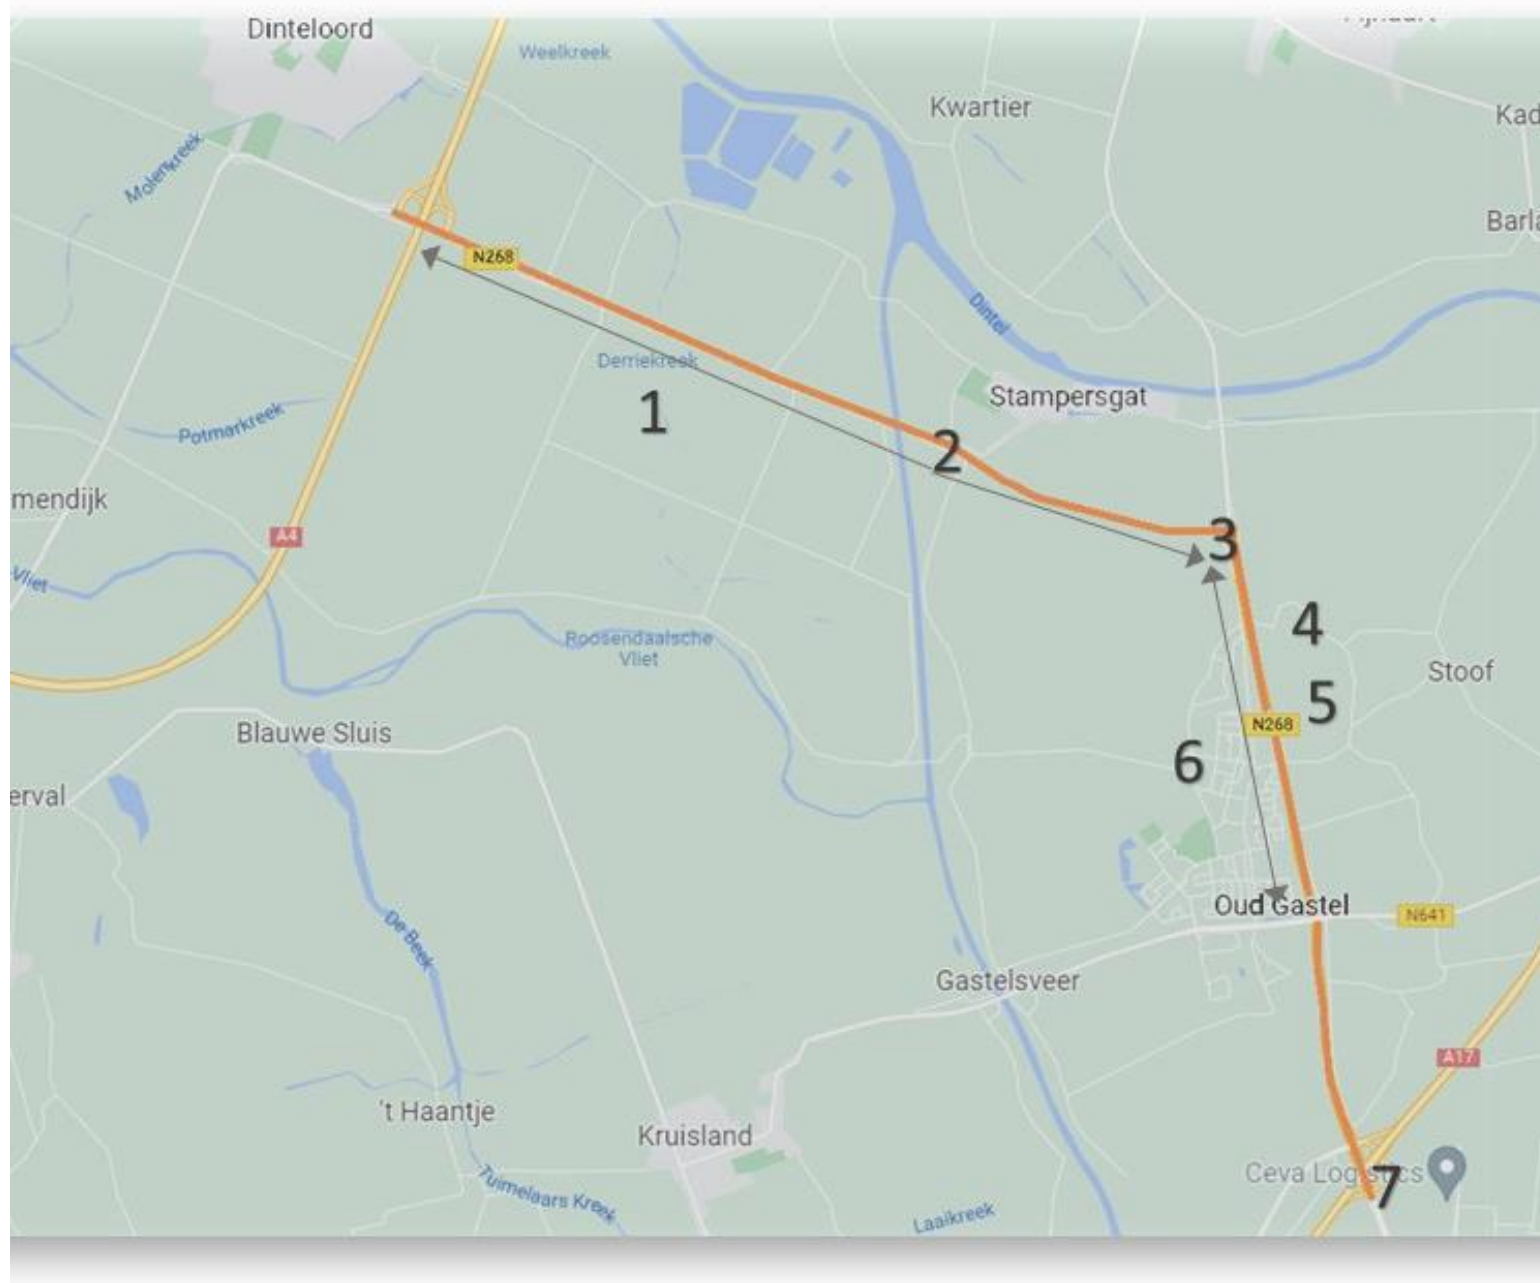 Dinteloord
Weelkreek
Kwartier
Kad
Molenkreek
Barla
N268
Dintel
Derriekreek
1
Stampersgat
Potmarkreek
2
mendijk
A4
3
Vliet
4
Roosendaalsche
Vliet
Stoof
5
N268
Blauwe Sluis
6
erval
Oud Gastel
N641
De Beek
Gastelsveer
A17
't Haantje
Kruisland
Ceva Logistics
7
Tuimelaars Kreek
Laaikreek